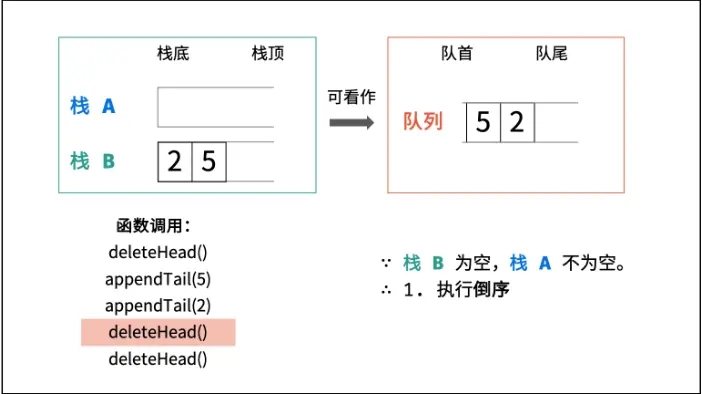 栈底 栈顶
栈 A
栈 B 2 5
可看作
队首 队尾
队列 5 2
函数调用：
deleteHead()
appendTail(5)
appendTail(2)
deleteHead()
deleteHead()
∵ 栈 B 为空，栈 A 不为空。
∴ 1. 执行倒序